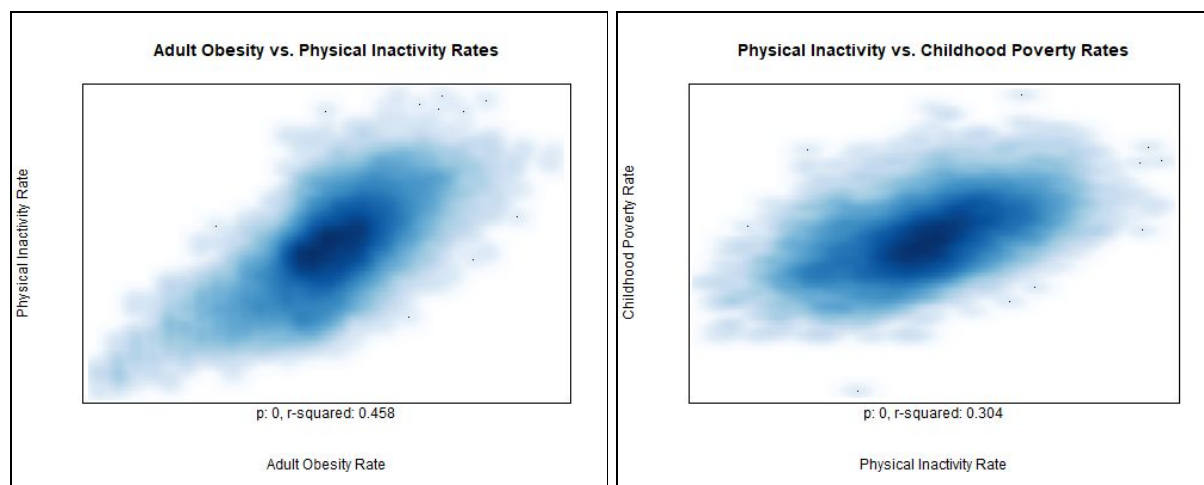 Adult Obesity vs. Physical Inactivity Rates
Physical Inactivity Rate
p: 0, r-squared: 0.458
Adult Obesity Rate
Physical Inactivity vs. Childhood Poverty Rates
Childhood Poverty Rate
p: 0, r-squared: 0.304
Physical Inactivity Rate